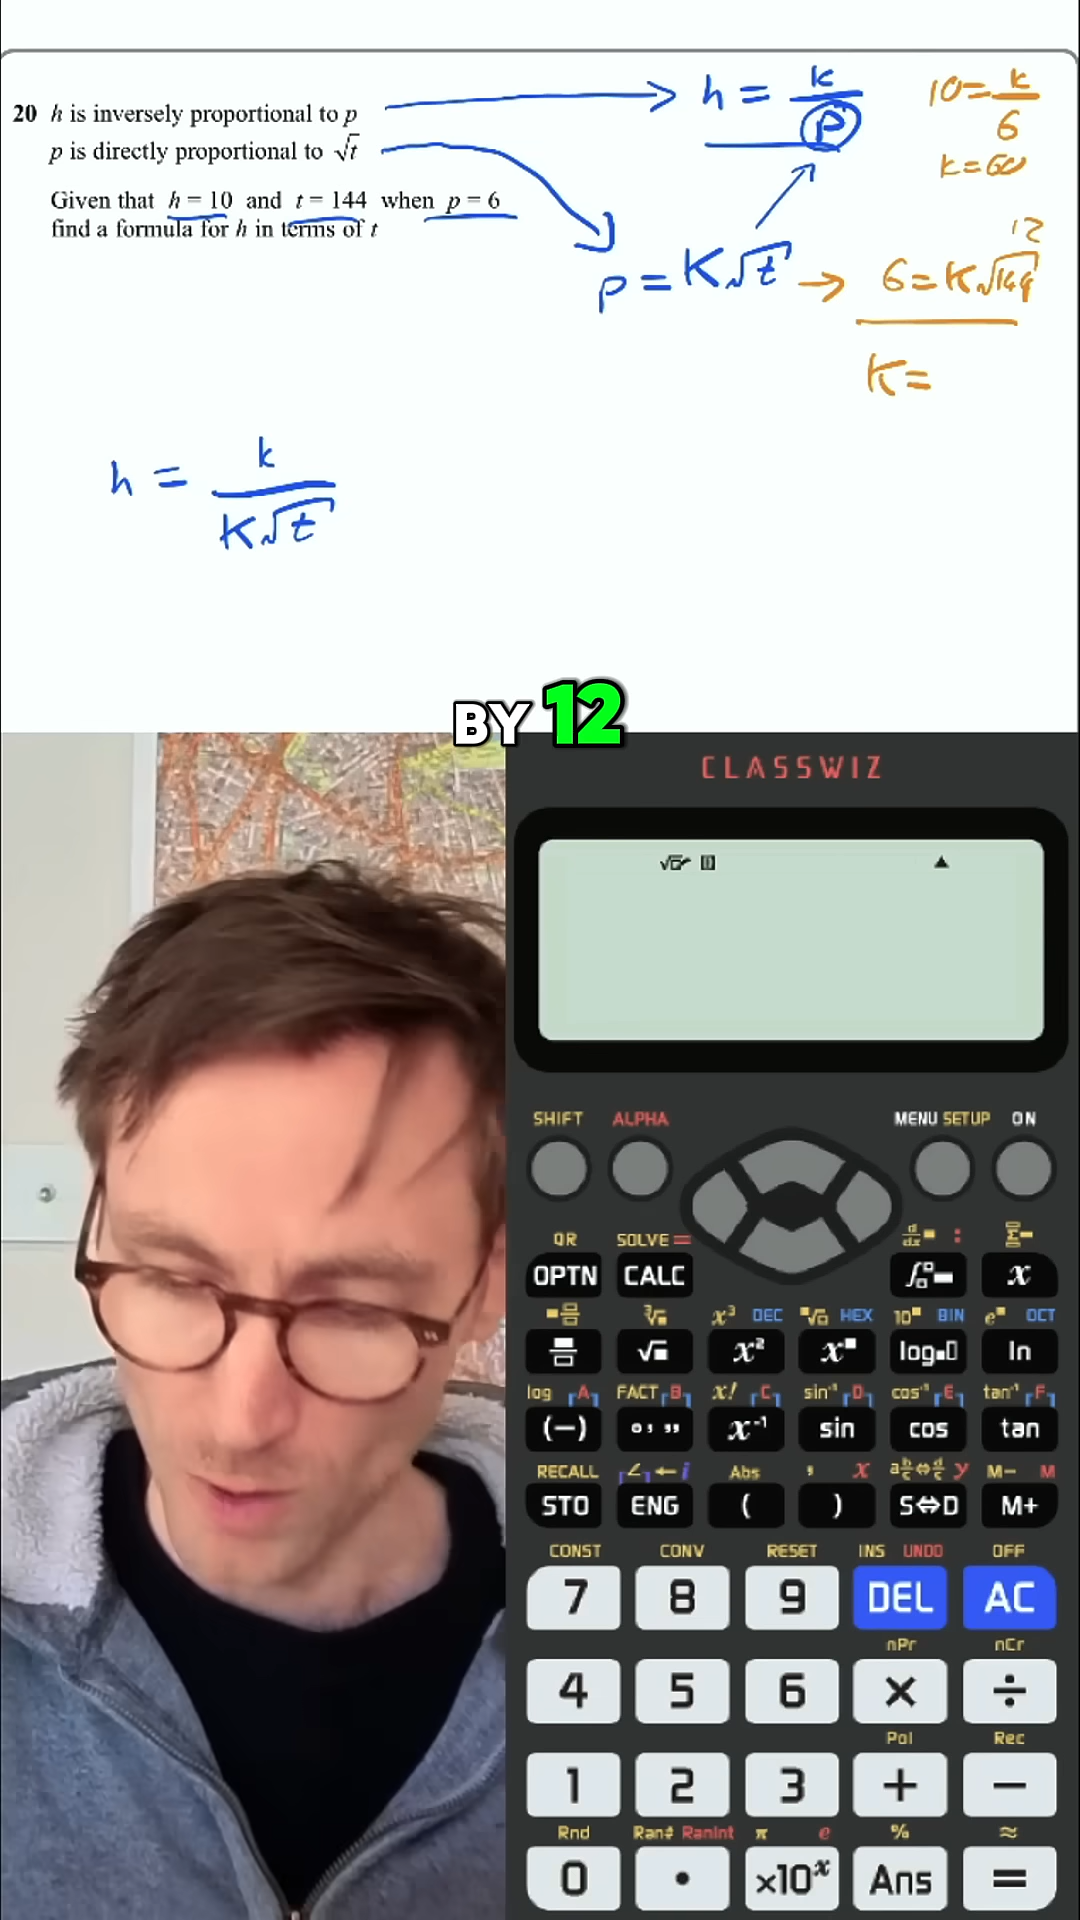 20 h is inversely proportional to p
p is directly proportional to √t
Given that h = 10 and t = 144 when p = 6
find a formula for h in terms of t
h = k/p
10 = k/6
k = 60
p = K√t → 6 = K√144
12
K =
h = k/K√t
BY 12
CLASSWIZ
SHIFT ALPHA MENU SETUP ON
QR SOLVE = d/dx :
OPTN CALC x
x³ DEC HEX 10 BIN e OCT
√ x² x log In
log A FACT B x! C sin⁻¹ D cos⁻¹ E tan⁻¹ F
(−) x⁻¹ sin cos tan
RECALL ∠ ← i Abs , x y M− M
STO ENG ( ) S⇔D M+
CONST CONV RESET INS UNDO OFF
7 8 9 DEL AC
nPr nCr
4 5 6 × ÷
Pol Rec
1 2 3 + −
Rnd Ran# RanInt π e % ≈
0 • ×10ˣ Ans =